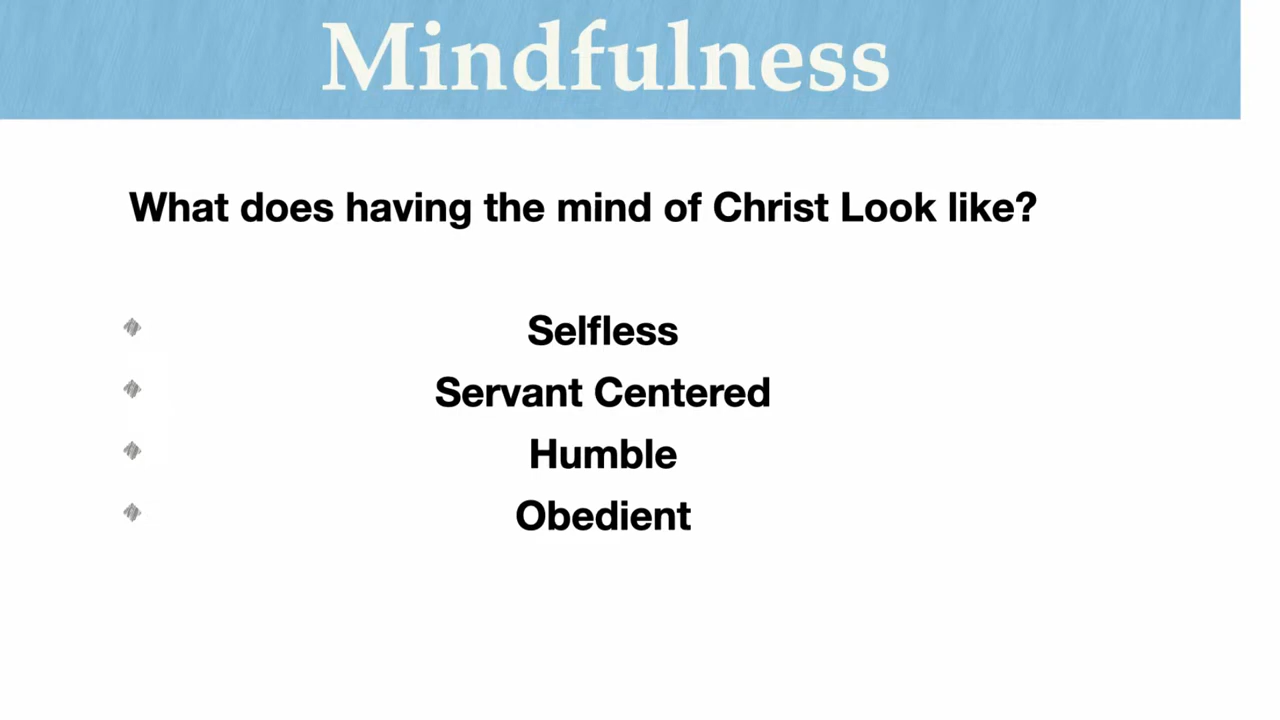 Mindfulness
What does having the mind of Christ Look like?
Selfless
Servant Centered
Humble
Obedient